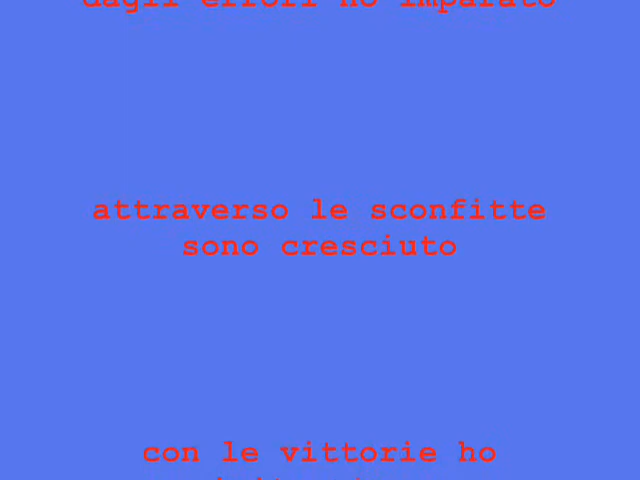 dagli errori ho imparato
attraverso le sconfitte
sono cresciuto
con le vittorie ho